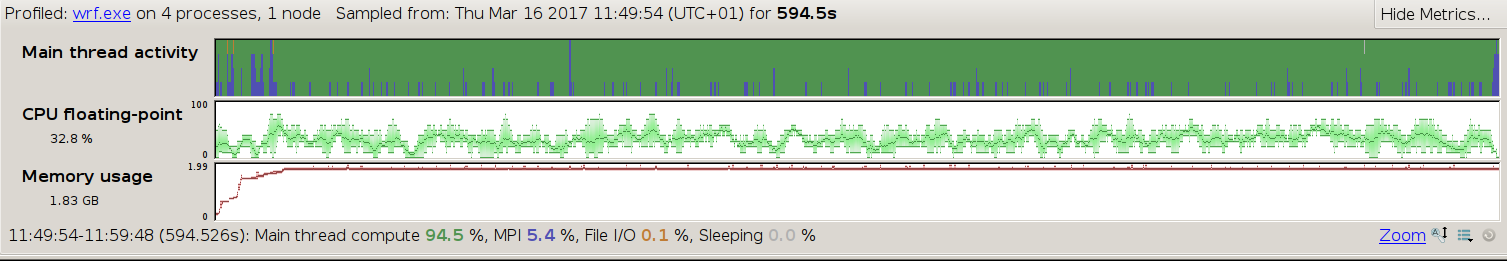 Profiled: wrf.exe on 4 processes, 1 node Sampled from: Thu Mar 16 2017 11:49:54 (UTC+01) for 594.5s
Hide Metrics...
Main thread activity
CPU floating-point
32.8 %
100
0
Memory usage
1.83 GB
1.99
0
11:49:54-11:59:48 (594.526s): Main thread compute 94.5 %, MPI 5.4 %, File I/O 0.1 %, Sleeping 0.0 %
Zoom